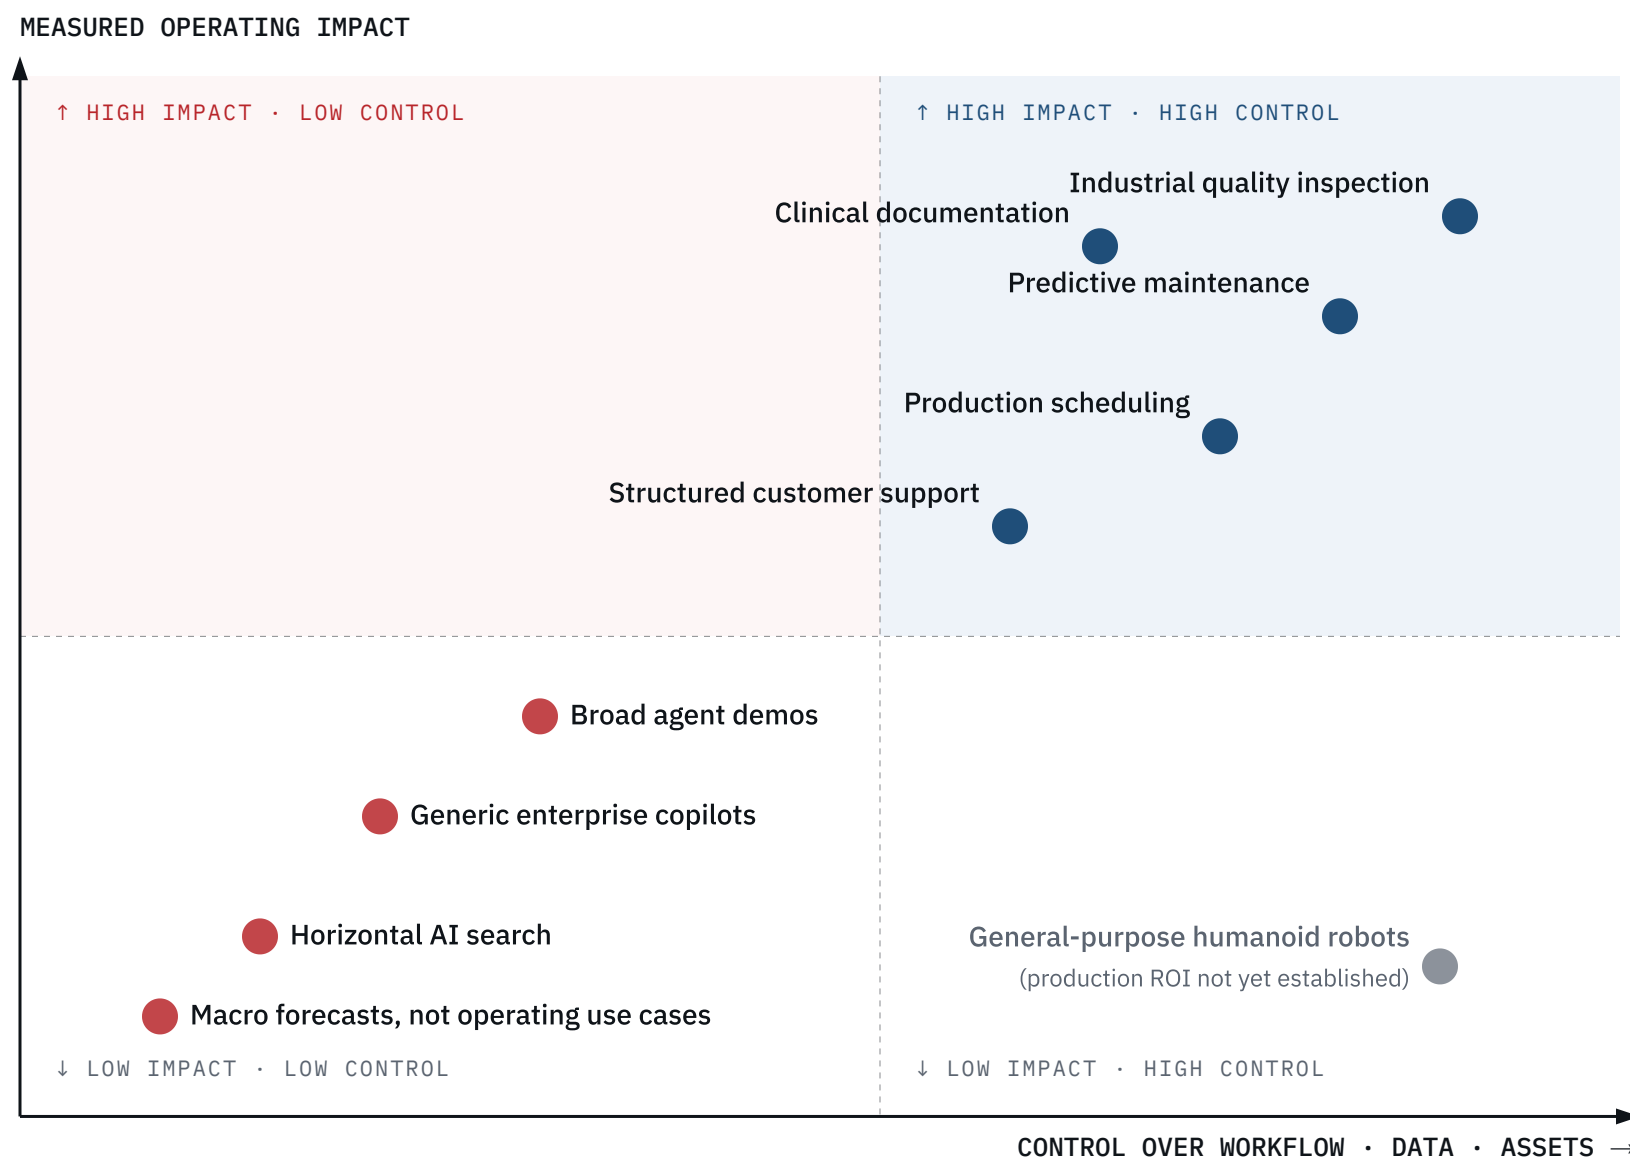 MEASURED OPERATING IMPACT
↑ HIGH IMPACT · LOW CONTROL
↑ HIGH IMPACT · HIGH CONTROL
Industrial quality inspection
Clinical documentation
Predictive maintenance
Production scheduling
Structured customer support
Broad agent demos
Generic enterprise copilots
Horizontal AI search
General-purpose humanoid robots
(production ROI not yet established)
Macro forecasts, not operating use cases
↓ LOW IMPACT · LOW CONTROL
↓ LOW IMPACT · HIGH CONTROL
CONTROL OVER WORKFLOW · DATA · ASSETS →